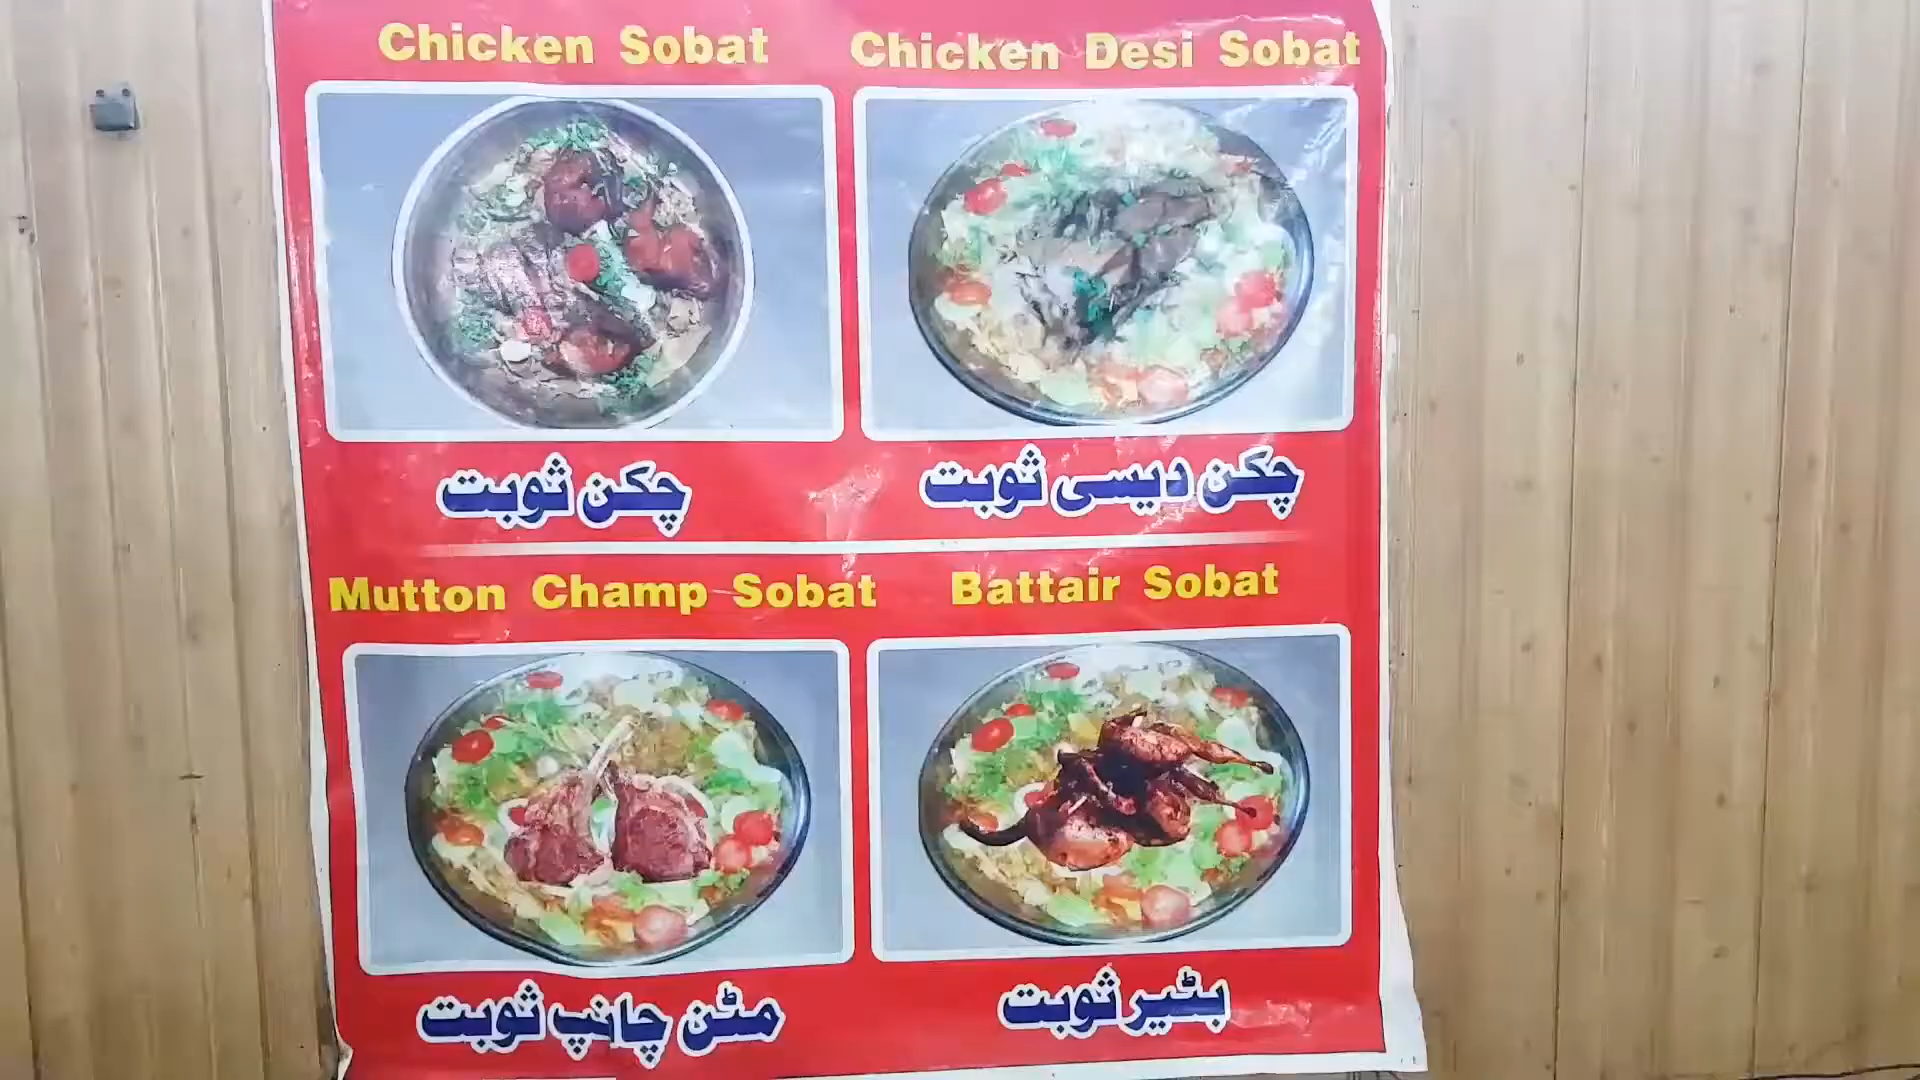 Chicken Sobat
Chicken Desi Sobat
چکن ثوبت
چکن دیسی ثوبت
Mutton Champ Sobat
Battair Sobat
مٹن چانپ ثوبت
بٹیر ثوبت